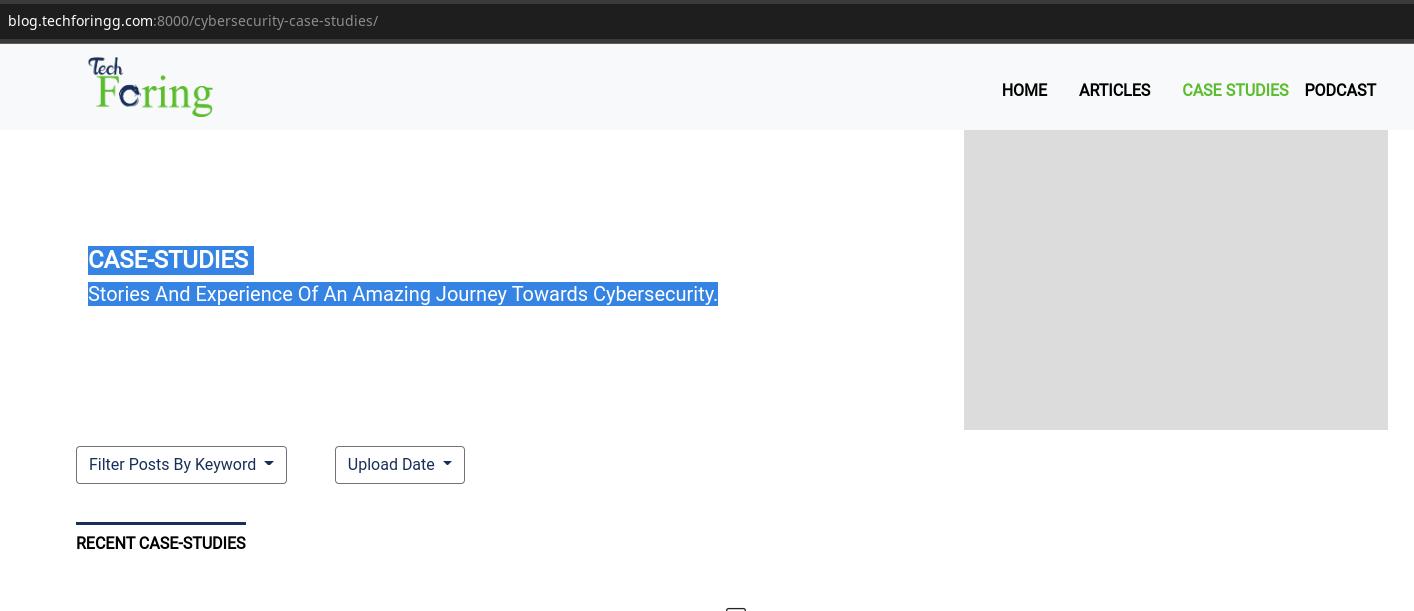 blog.techforingg.com:8000/cybersecurity-case-studies/
Tech
Foring
HOME ARTICLES CASE STUDIES PODCAST
CASE-STUDIES
Stories And Experience Of An Amazing Journey Towards Cybersecurity.
Filter Posts By Keyword Upload Date
RECENT CASE-STUDIES